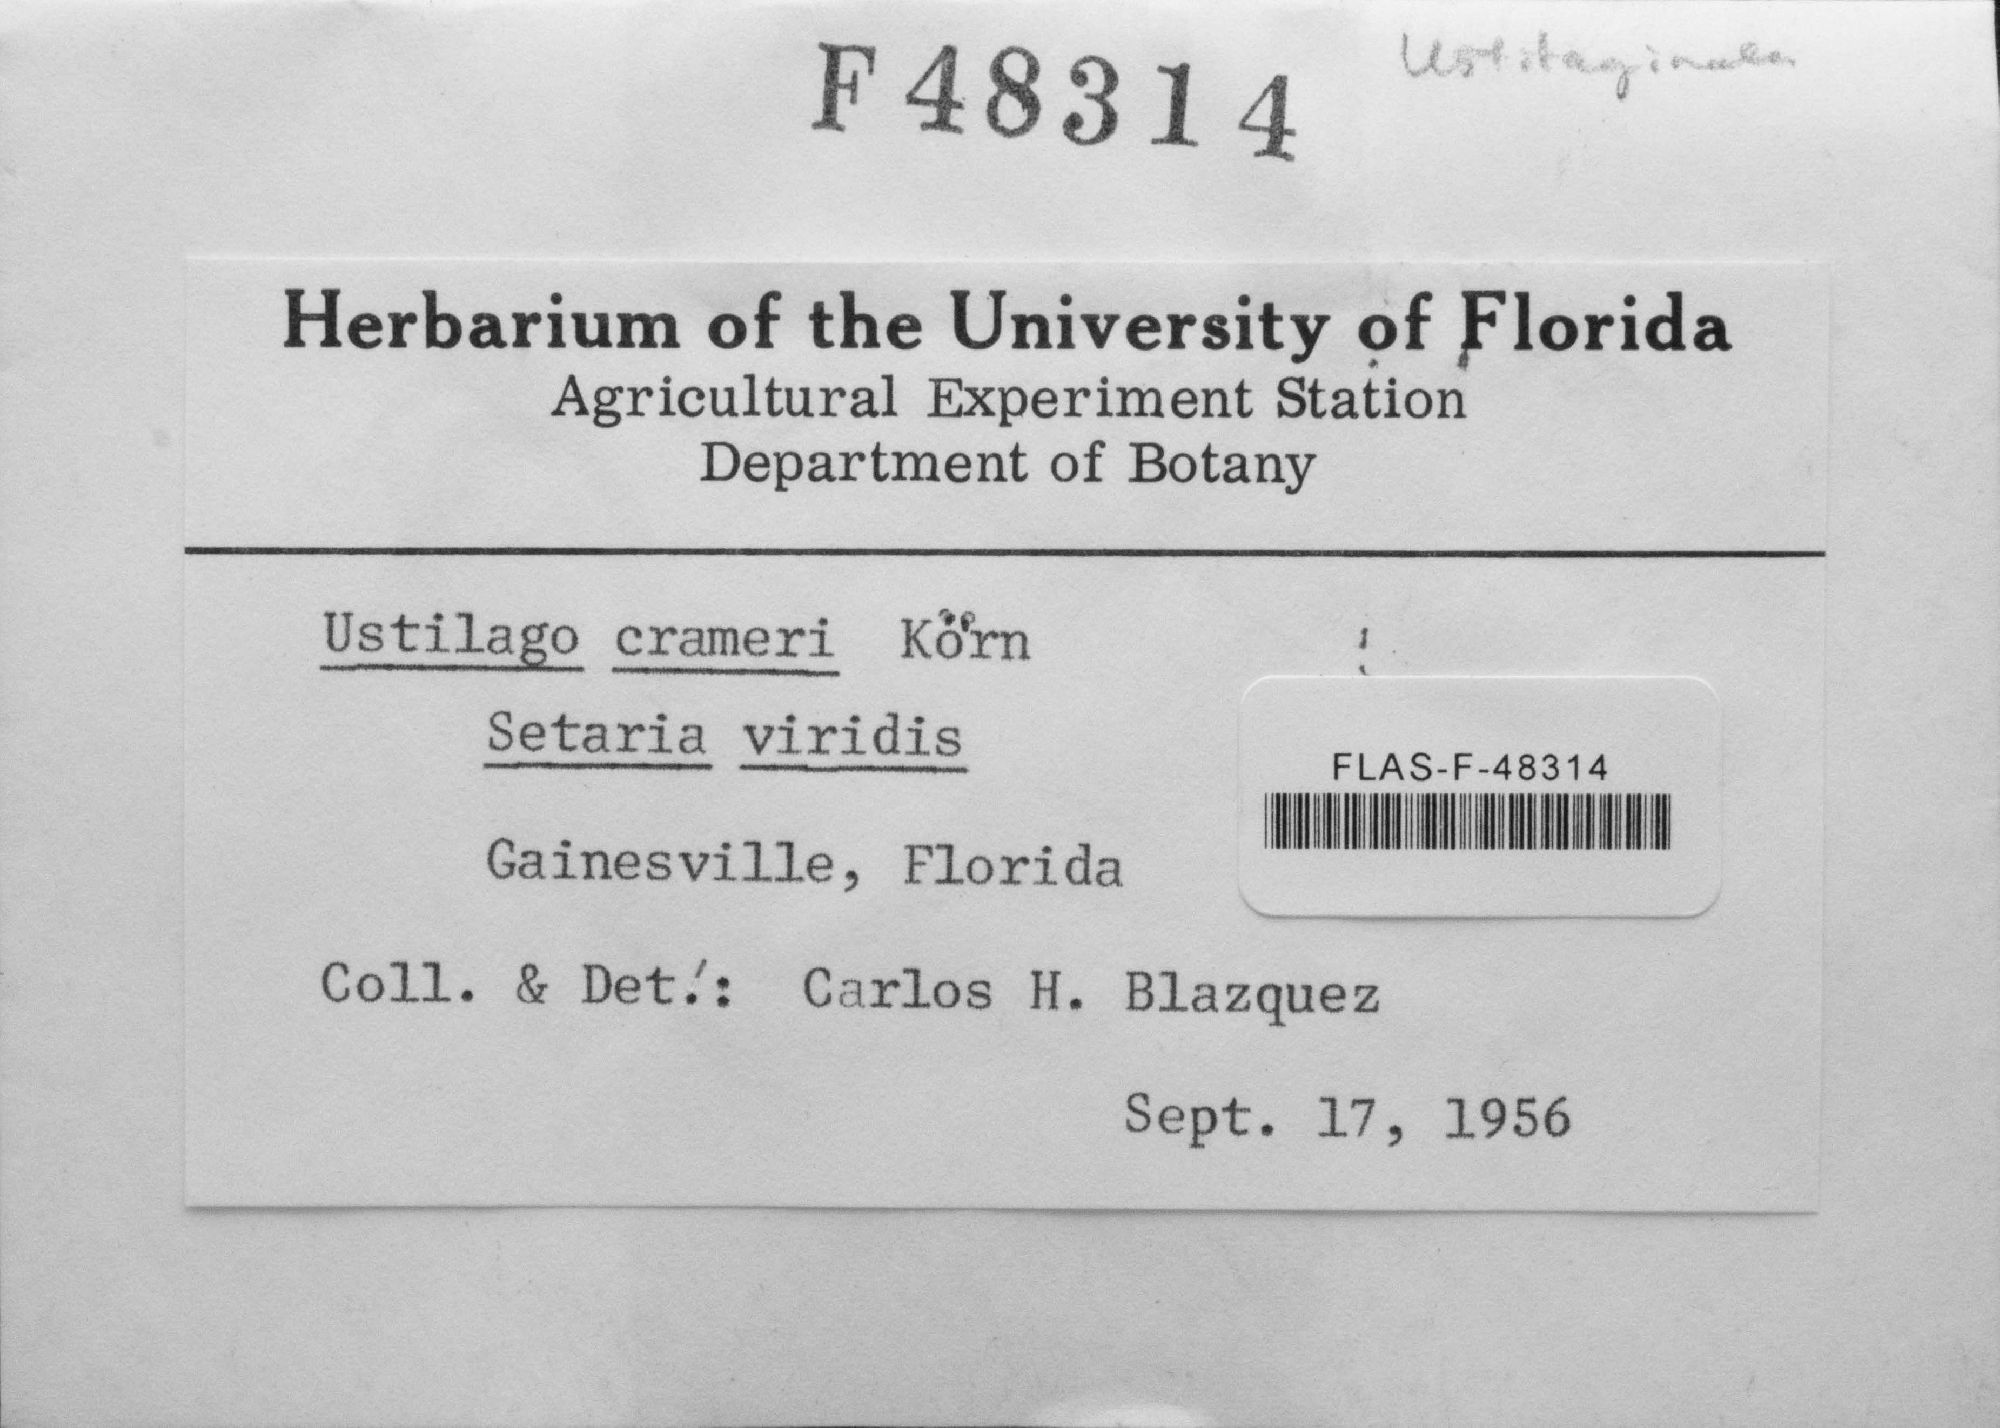 F48314
Herbarium of the University of Florida
Agricultural Experiment Station
Department of Botany
Ustilago crameri Körn
Setaria viridis
Gainesville, Florida
FLAS-F-48314
Coll. & Det.: Carlos H. Blazquez
Sept. 17, 1956